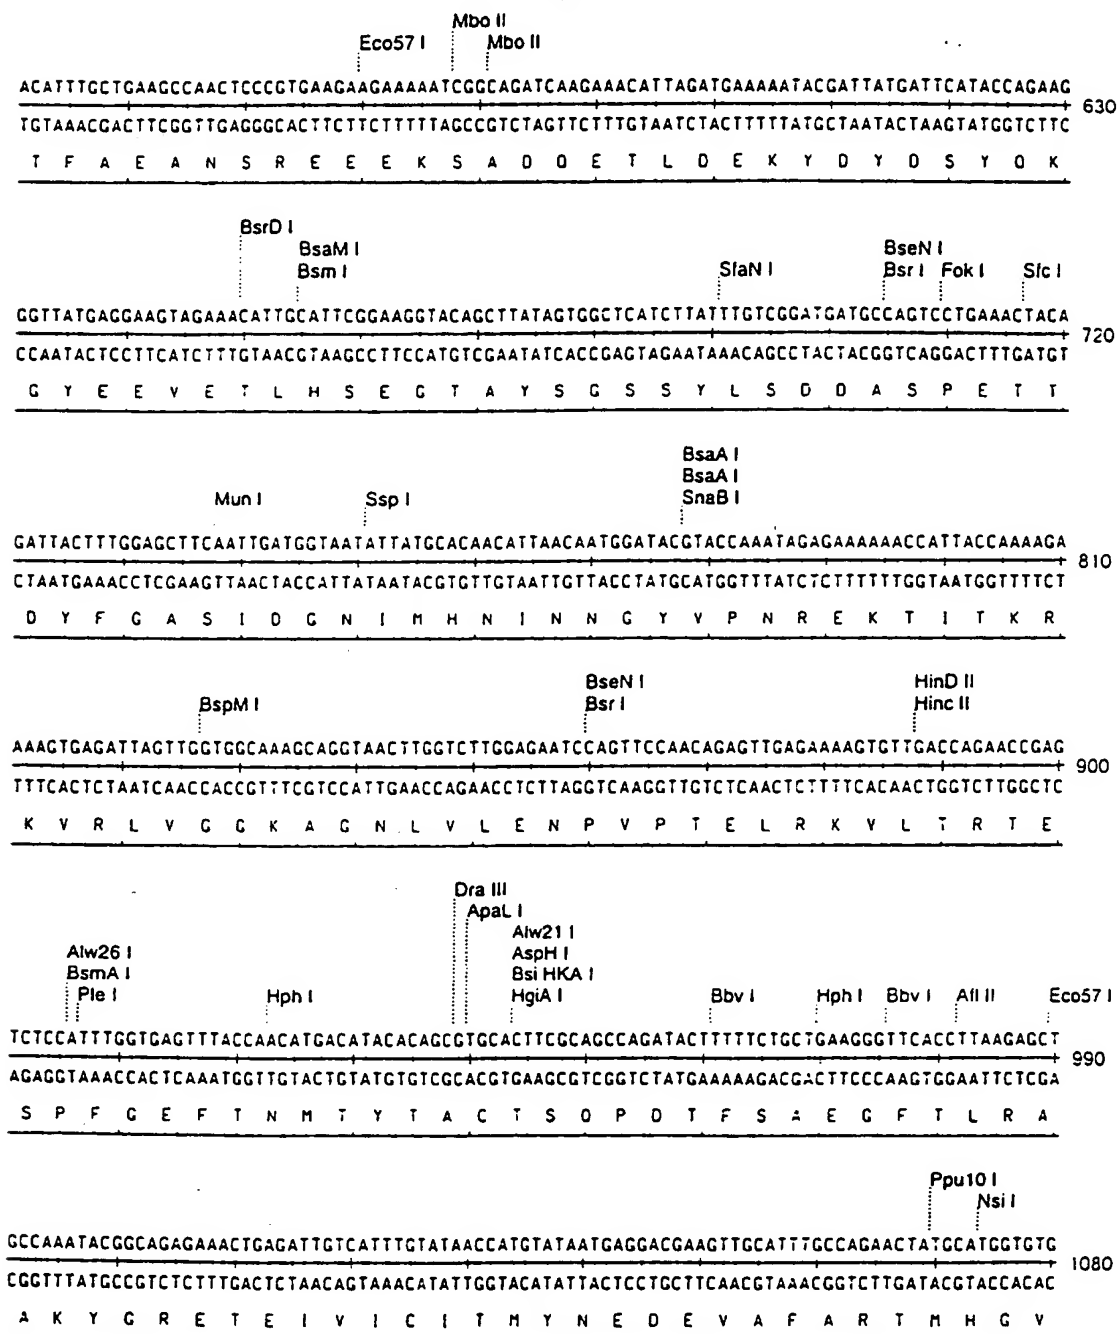 Mbo II
Eco57 I Mbo II
ACATTTGCTGAAGCCAACTCCCGTGAAGAAGAAAAATCGGCAGATCAAGAAACATTAGATGAAAAATACGATTATGATTCATACCAGAAG
630
TGTAAACGACTTCGGTTGAGGGCACTTCTTCTTTTTAGCCGTCTAGTTCTTTGTAATCTACTTTTTATGCTAATACTAAGTATGGTCTTC
T F A E A N S R E E E K S A D Q E T L D E K Y D Y D S Y Q K
BsrD I
BsaM I BseN I
Bsm I SfaN I Bsr I Fok I Sfc I
GGTTATGAGGAAGTAGAAACATTGCATTCGGAAGGTACAGCTTATAGTGGCTCATCTTATTTGTCGGATGATGCCAGTCCTGAAACTACA
720
CCAATACTCCTTCATCTTTGTAACGTAAGCCTTCCATGTCGAATATCACCGAGTAGAATAAACAGCCTACTACGGTCAGGACTTTGATGT
G Y E E V E T L H S E G T A Y S G S S Y L S D D A S P E T T
BsaA I
BsaA I
Mun I Ssp I SnaB I
GATTACTTTGGAGCTTCAATTGATGGTAATATTATGCACAACATTAACAATGGATACGTACCAAATAGAGAAAAAACCATTACCAAAAGA
810
CTAATGAAACCTCGAAGTTAACTACCATTATAATACGTGTTGTAATTGTTACCTATGCATGGTTTATCTCTTTTTTGGTAATGGTTTTCT
D Y F G A S I D G N I M H N I N N G Y V P N R E K T I T K R
BseN I HinD II
BspM I Bsr I Hinc II
AAAGTGAGATTAGTTGGTGGCAAAGCAGGTAACTTGGTCTTGGAGAATCCAGTTCCAACAGAGTTGAGAAAAGTGTTGACCAGAACCGAG
900
TTTCACTCTAATCAACCACCGTTTCGTCCATTGAACCAGAACCTCTTAGGTCAAGGTTGTCTCAACTCTTTTCACAACTGGTCTTGGCTC
K V R L V G G K A G N L V L E N P V P T E L R K V L T R T E
Dra III
ApaL I
Alw21 I
Alw26 I AspH I
BsmA I Bsi HKA I
Ple I Hph I HgiA I Bbv I Hph I Bbv I Afl II Eco57 I
TCTCCATTTGGTGAGTTTACCAACATGACATACACAGCGTGCACTTCGCAGCCAGATACTTTTTCTGCTGAAGGGTTCACCTTAAGAGCT
990
AGAGGTAAACCACTCAAATGGTTGTACTGTATGTGTCGCACGTGAAGCGTCGGTCTATGAAAAAGACGACTTCCCAAGTGGAATTCTCGA
S P F G E F T N M T Y T A C T S Q P D T F S A E G F T L R A
Ppu10 I
Nsi I
GCCAAATACGGCAGAGAAACTGAGATTGTCATTTGTATAACCATGTATAATGAGGACGAAGTTGCATTTGCCAGAACTATGCATGGTGTG
1080
CGGTTTATGCCGTCTCTTTGACTCTAACAGTAAACATATTGGTACATATTACTCCTGCTTCAACGTAAACGGTCTTGATACGTACCACAC
A K Y G R E T E I V I C I T M Y N E D E V A F A R T M H G V